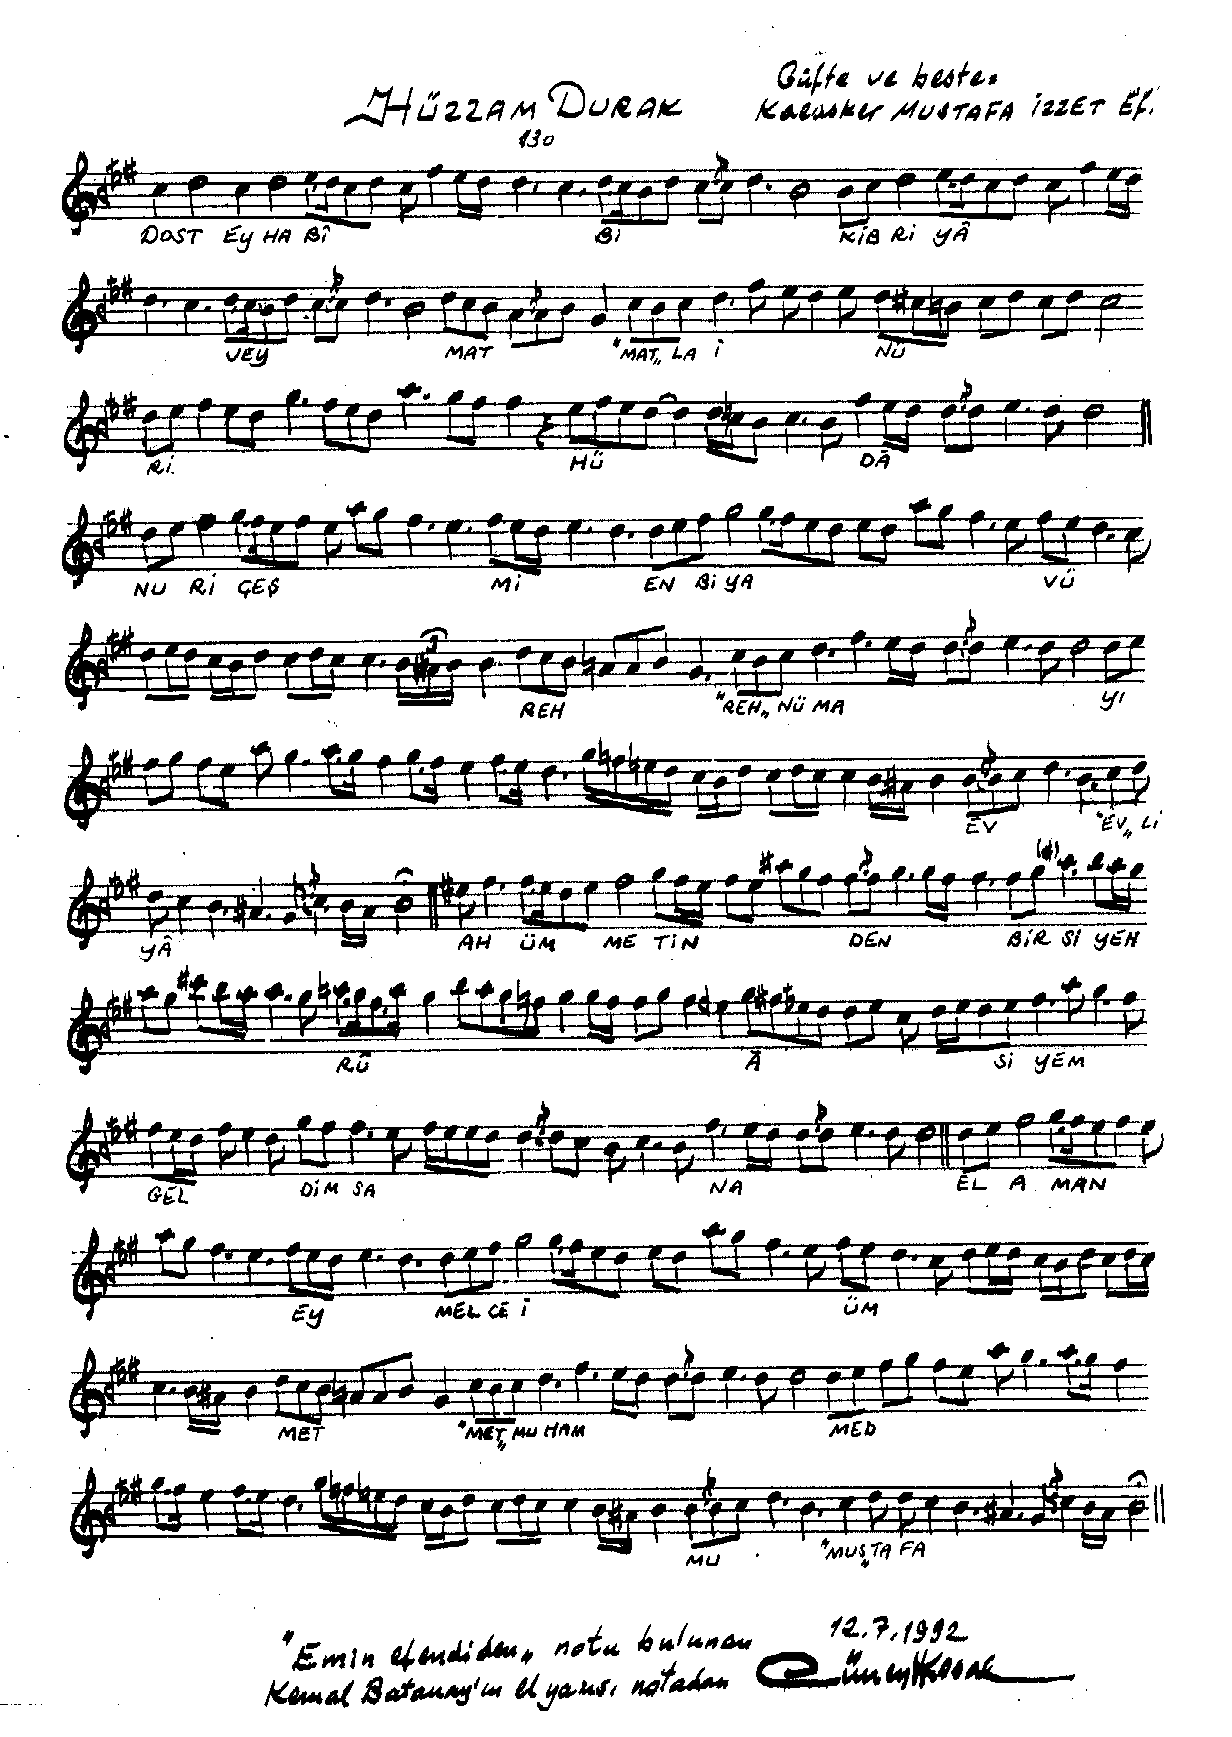 HÜZZAM DURAK
Güfte ve beste:
Kazasker MUSTAFA İZZET Ef.
130
DOST EY HA BÎ BÎ KİB Rİ YÂ
VEY MAT "MAT" LA İ NÛ
Rİ HÜ DÂ
NU Rİ ÇEŞ Mİ EN Bİ YA VÜ
3
REH "REH" NÜ MA YI
EV "EV" Lİ
YÂ AH ÜM ME TİN DEN BİR Sİ YEH
RÛ Â Sİ YEM
GEL DİM SA NA EL A MAN
EY MEL CE İ ÜM
MET "MET" MU HAM MED
MU "MUS" TA FA
"Emin efendiden" notu bulunan
Kemal Batanay'ın el yazısı notadan
12.7.1992